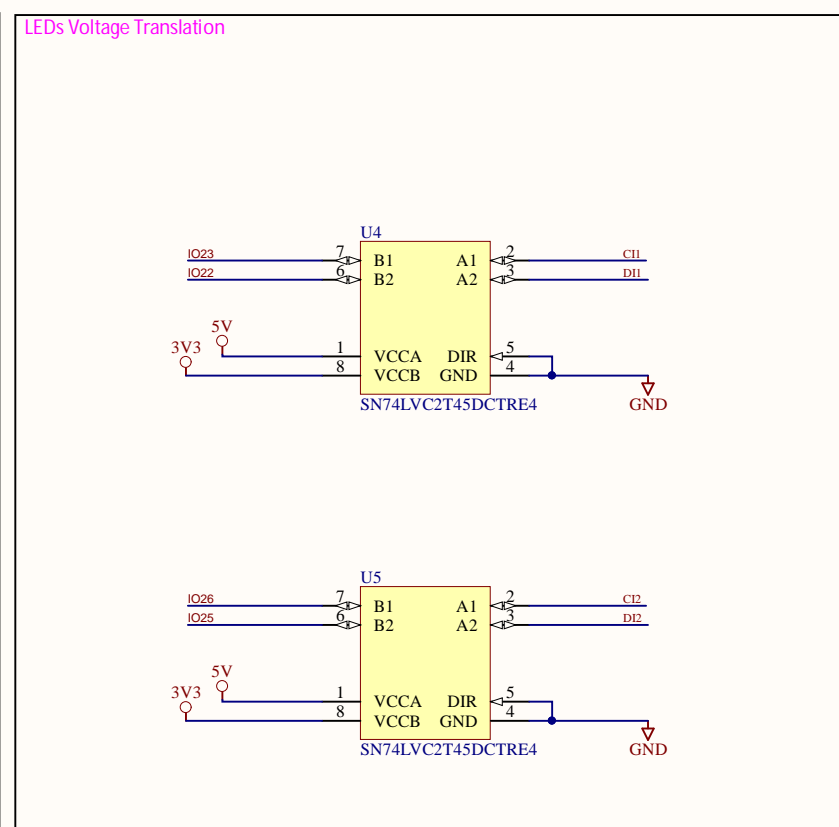 LEDs Voltage Translation
U4
IO23 7 B1 A1 2 CI1
IO22 6 B2 A2 3 DI1
5V
1 VCCA DIR 5
3V3
8 VCCB GND 4
SN74LVC2T45DCTRE4 GND
U5
IO26 7 B1 A1 2 CI2
IO25 6 B2 A2 3 DI2
5V
1 VCCA DIR 5
3V3
8 VCCB GND 4
SN74LVC2T45DCTRE4 GND